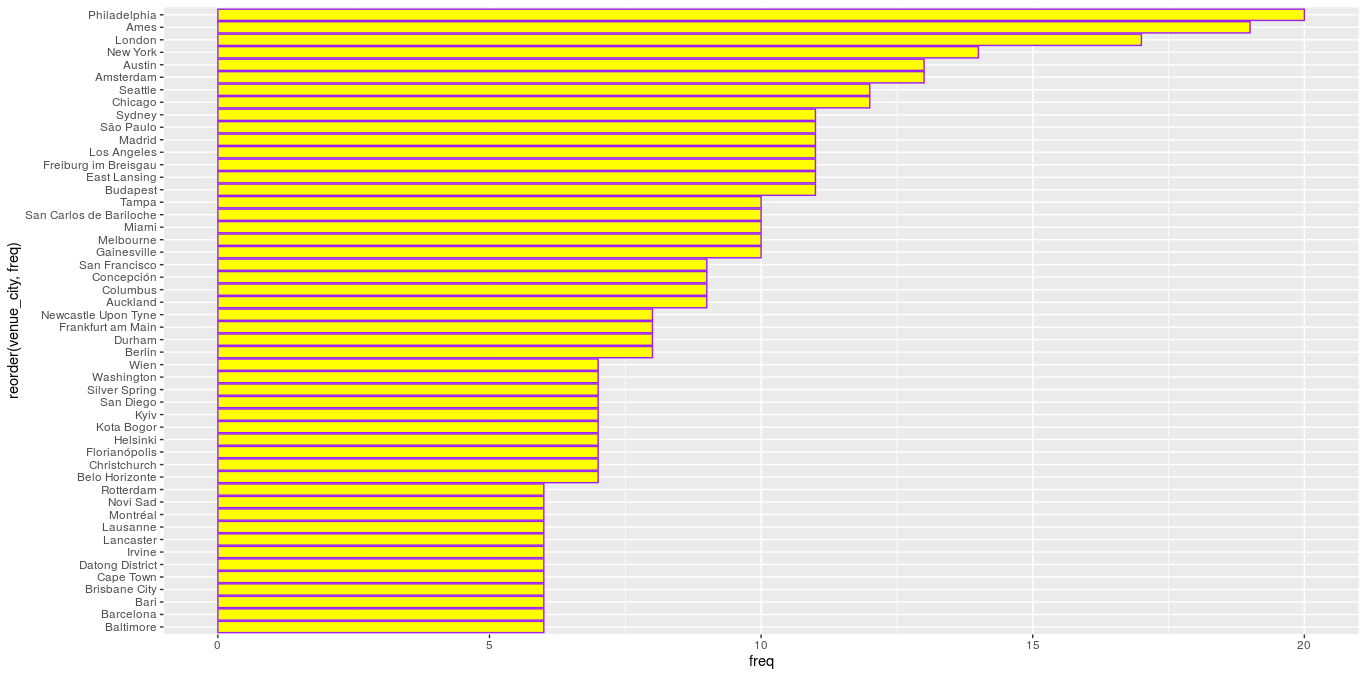 Philadelphia
Ames
London
New York
Austin
Amsterdam
Seattle
Chicago
Sydney
São Paulo
Madrid
Los Angeles
Freiburg im Breisgau
East Lansing
Budapest
Tampa
San Carlos de Bariloche
Miami
Melbourne
Gainesville
San Francisco
Concepción
Columbus
Auckland
Newcastle Upon Tyne
Frankfurt am Main
Durham
Berlin
Wien
Washington
Silver Spring
San Diego
Kyiv
Kota Bogor
Helsinki
Florianópolis
Christchurch
Belo Horizonte
Rotterdam
Novi Sad
Montréal
Lausanne
Lancaster
Irvine
Datong District
Cape Town
Brisbane City
Bari
Barcelona
Baltimore
reorder(venue_city, freq)
0 5 10 15 20
freq